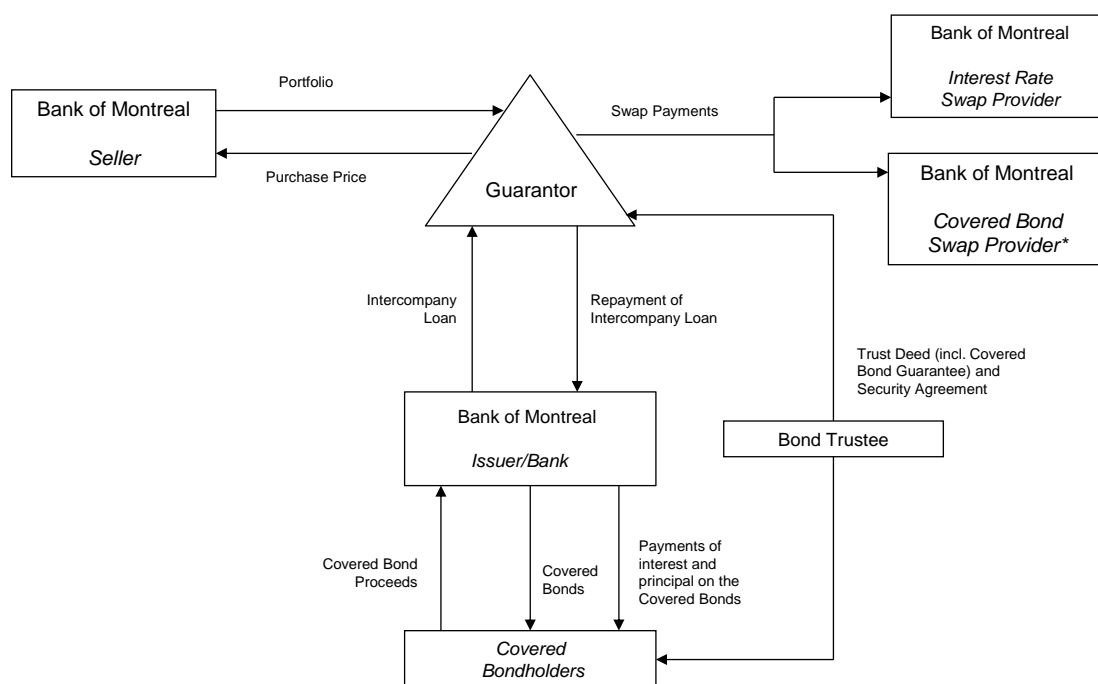 Bank of Montreal
Interest Rate
Swap Provider
Portfolio
Bank of Montreal
Seller
Swap Payments
Purchase Price
Guarantor
Bank of Montreal
Covered Bond
Swap Provider*
Intercompany
Loan
Repayment of
Intercompany Loan
Trust Deed (incl. Covered
Bond Guarantee) and
Security Agreement
Bank of Montreal
Issuer/Bank
Bond Trustee
Covered Bond
Proceeds
Covered
Bonds
Payments of
interest and
principal on the
Covered Bonds
Covered
Bondholders